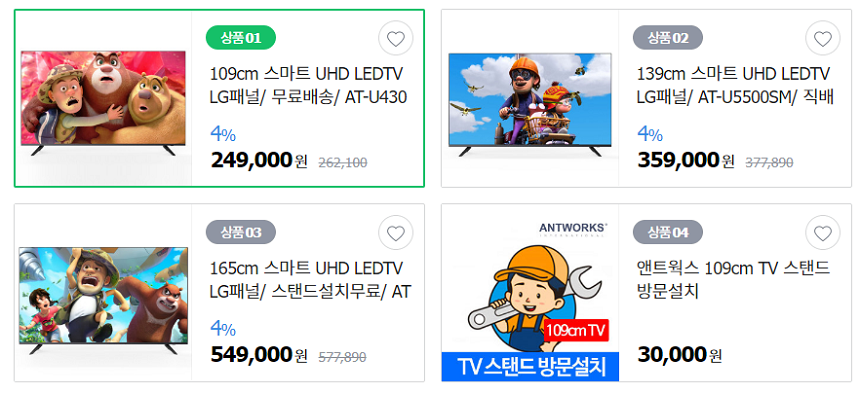 상품 01
109cm 스마트 UHD LEDTV
LG패널/ 무료배송/ AT-U430
4%
249,000원 262,100
상품 02
139cm 스마트 UHD LEDTV
LG패널/ AT-U5500SM/ 직배
4%
359,000원 377,890
상품 03
165cm 스마트 UHD LEDTV
LG패널/ 스탠드설치무료/ AT
4%
549,000원 577,890
ANTWORKS
INTERNATIONAL
109cm TV
TV 스탠드 방문설치
상품 04
앤트웍스 109cm TV 스탠드
방문설치
30,000원